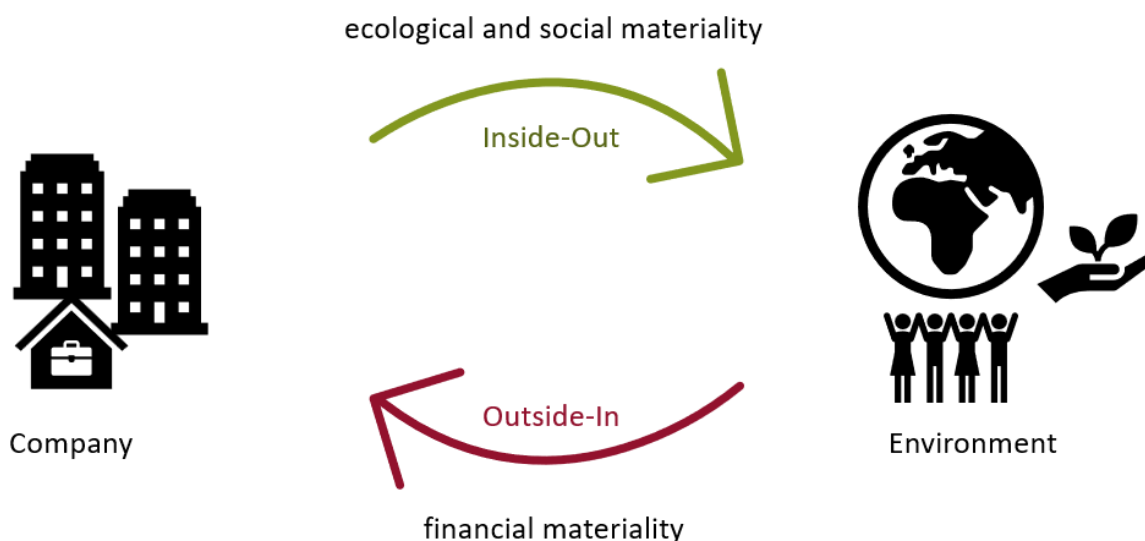 ecological and social materiality
Inside-Out
Outside-In
Company
Environment
financial materiality